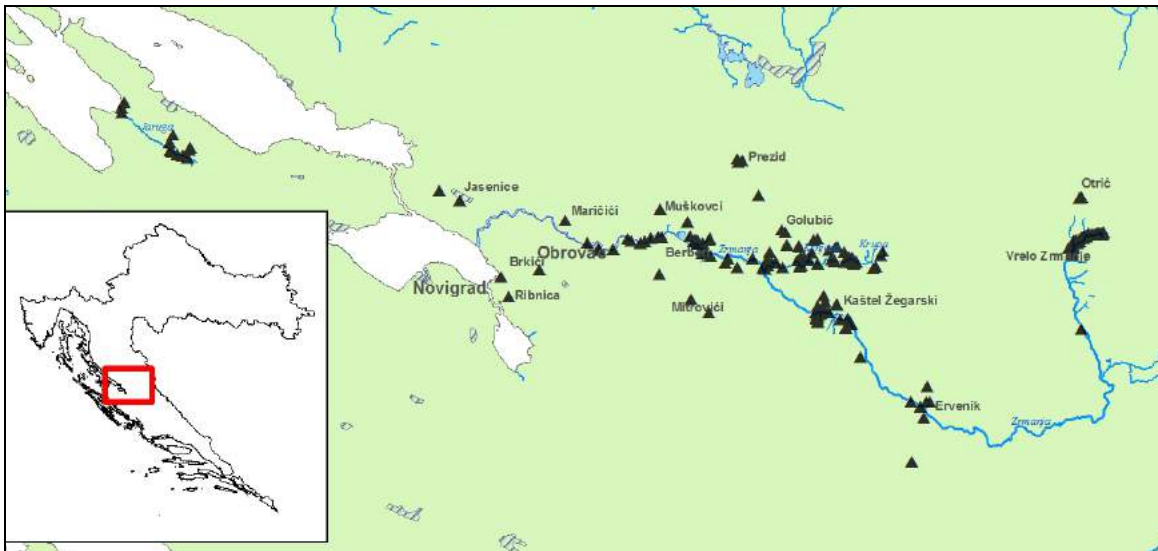 Jaruga
Prezid
Jasenice
Otrić
Maričići
Muškovci
Golubić
Zrmanja
Krupa
Obrovac
Vrelo Zrmanje
Brkići
Novigrad
Ribnica
Mitrovići
Kaštel Žegarski
Ervenik
Zrmanja